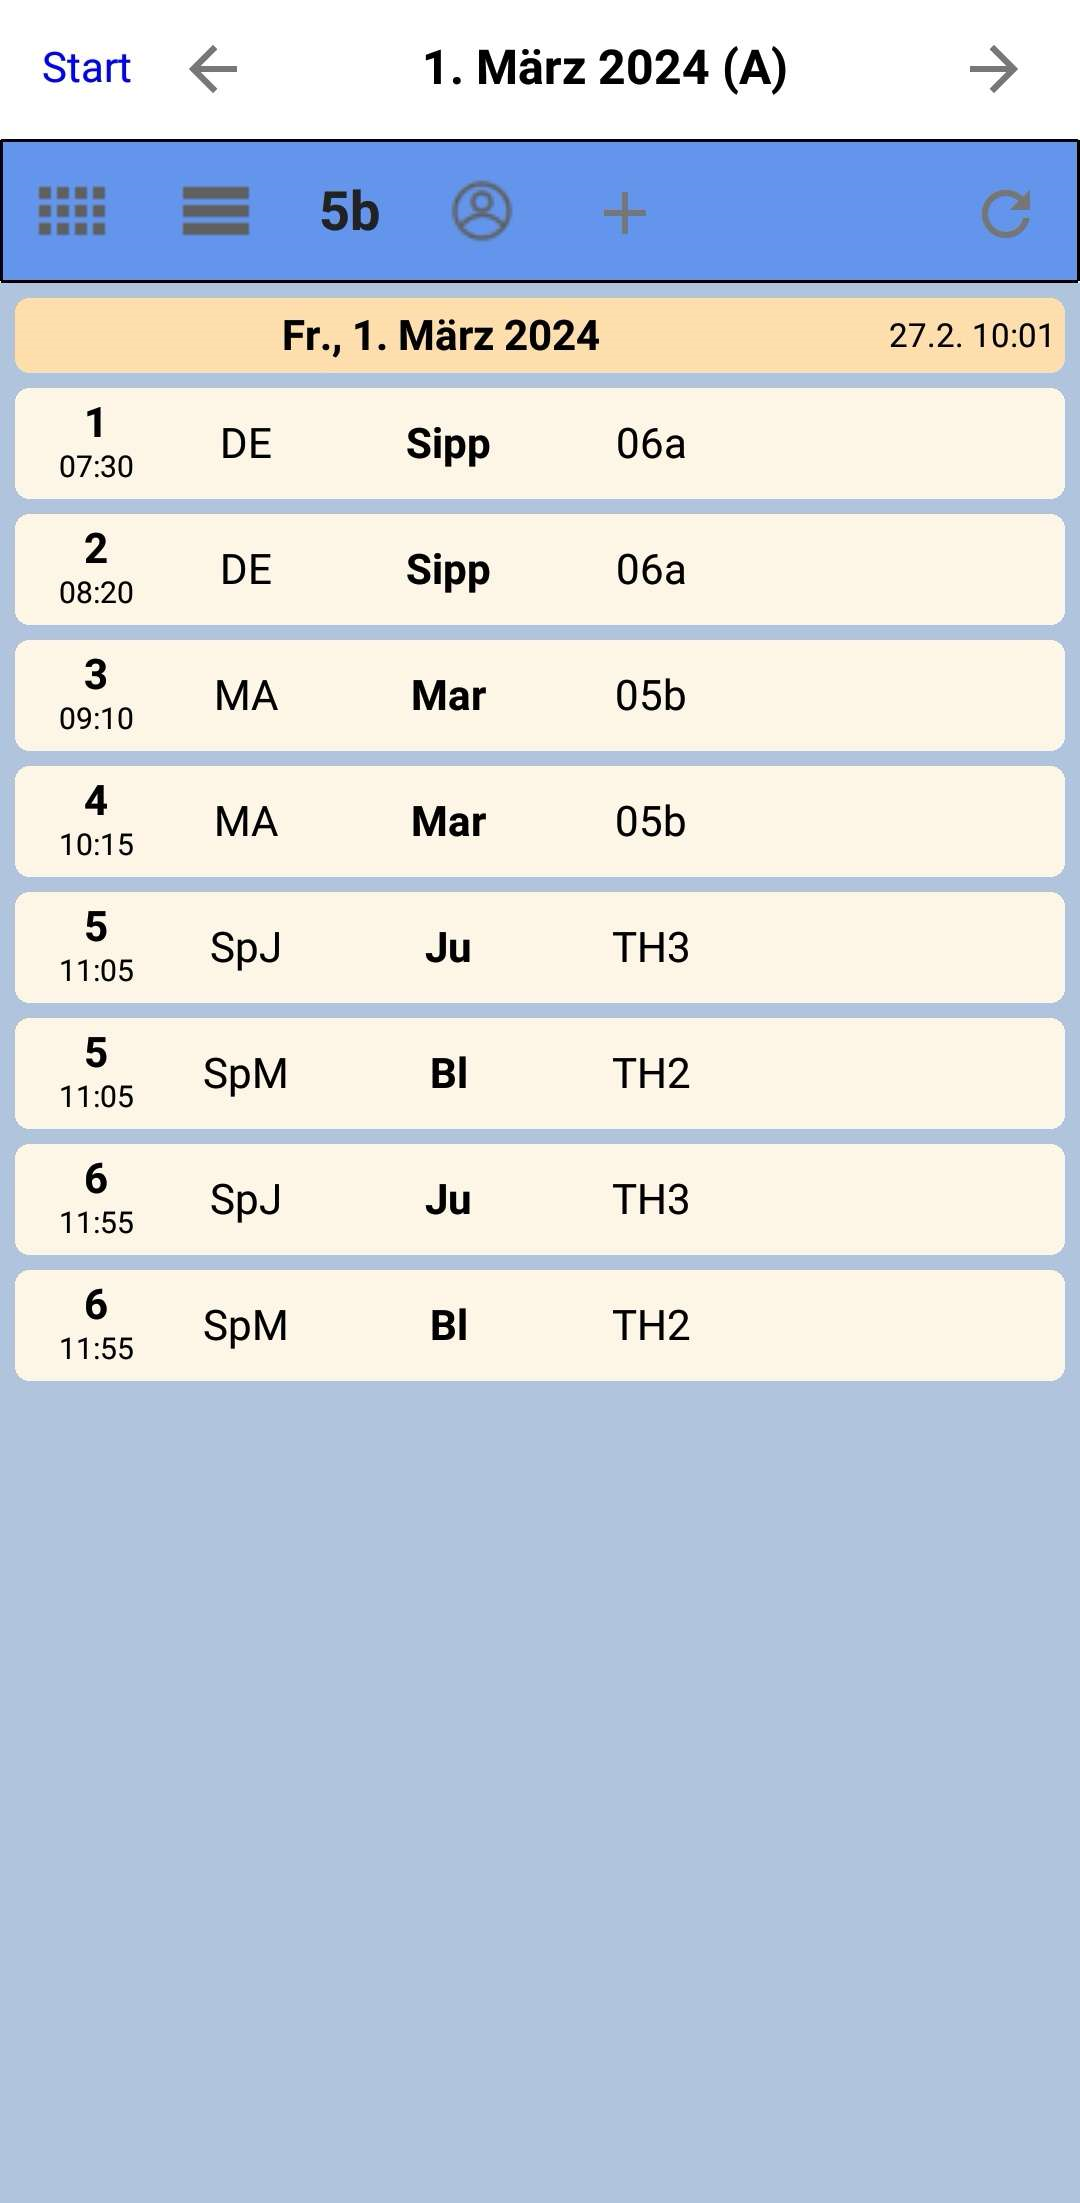 Start 1. März 2024 (A)
5b
Fr., 1. März 2024 27.2. 10:01
1 DE Sipp 06a
07:30
2 DE Sipp 06a
08:20
3 MA Mar 05b
09:10
4 MA Mar 05b
10:15
5 SpJ Ju TH3
11:05
5 SpM Bl TH2
11:05
6 SpJ Ju TH3
11:55
6 SpM Bl TH2
11:55